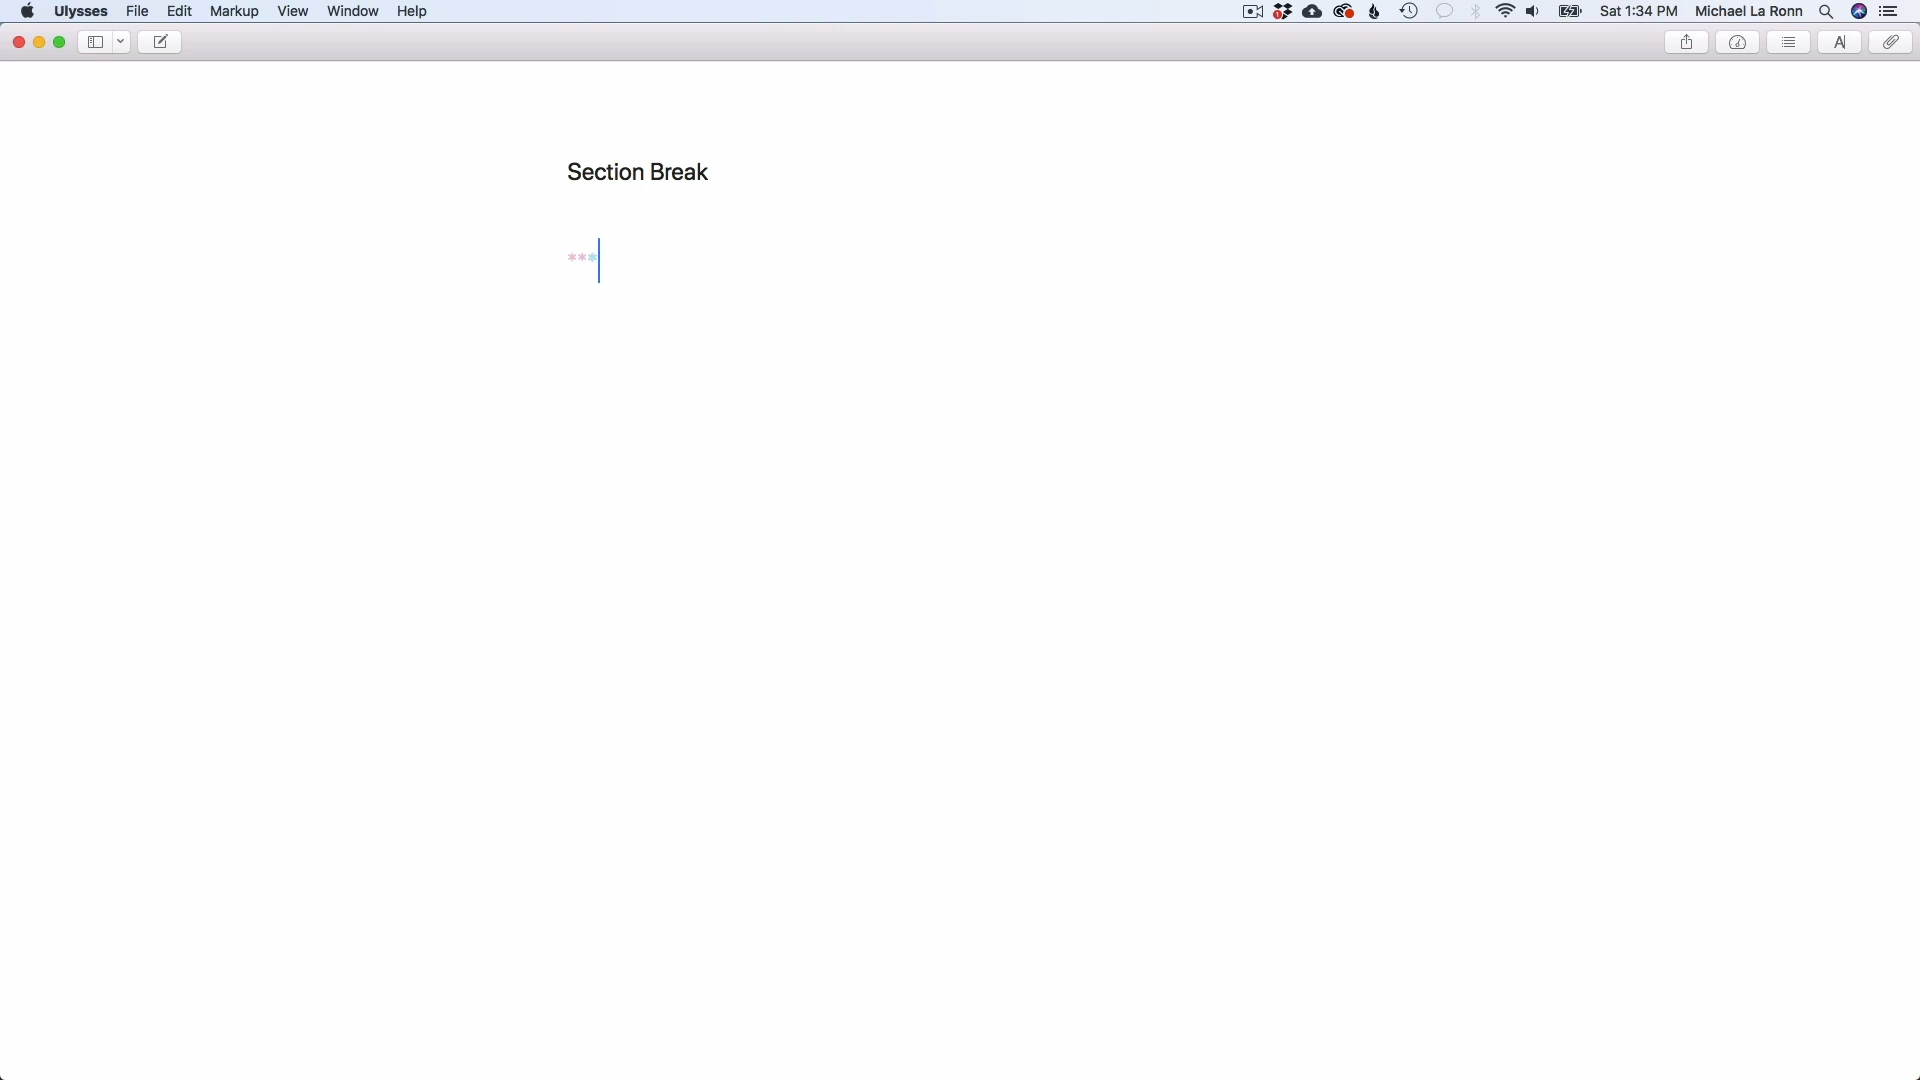 Ulysses File Edit Markup View Window Help Sat 1:34 PM Michael La Ronn
Section Break
***